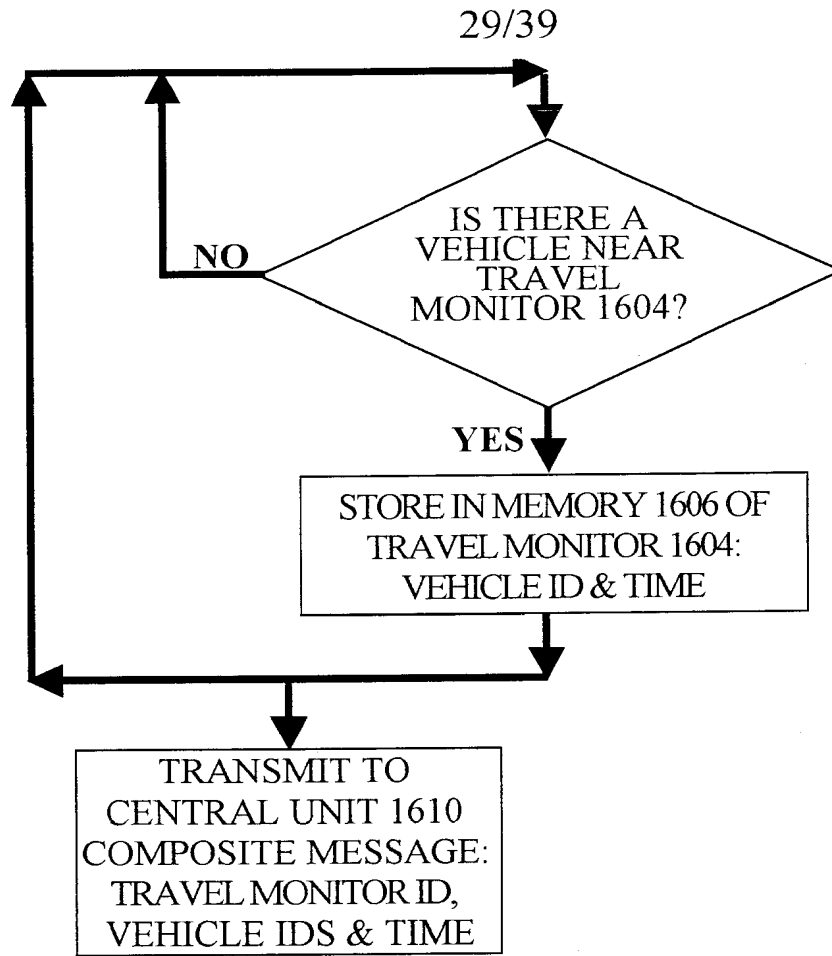 29/39
IS THERE A
VEHICLE NEAR
TRAVEL
MONITOR 1604?
NO
YES
STORE IN MEMORY 1606 OF
TRAVEL MONITOR 1604:
VEHICLE ID & TIME
TRANSMIT TO
CENTRAL UNIT 1610
COMPOSITE MESSAGE:
TRAVEL MONITOR ID,
VEHICLE IDS & TIME